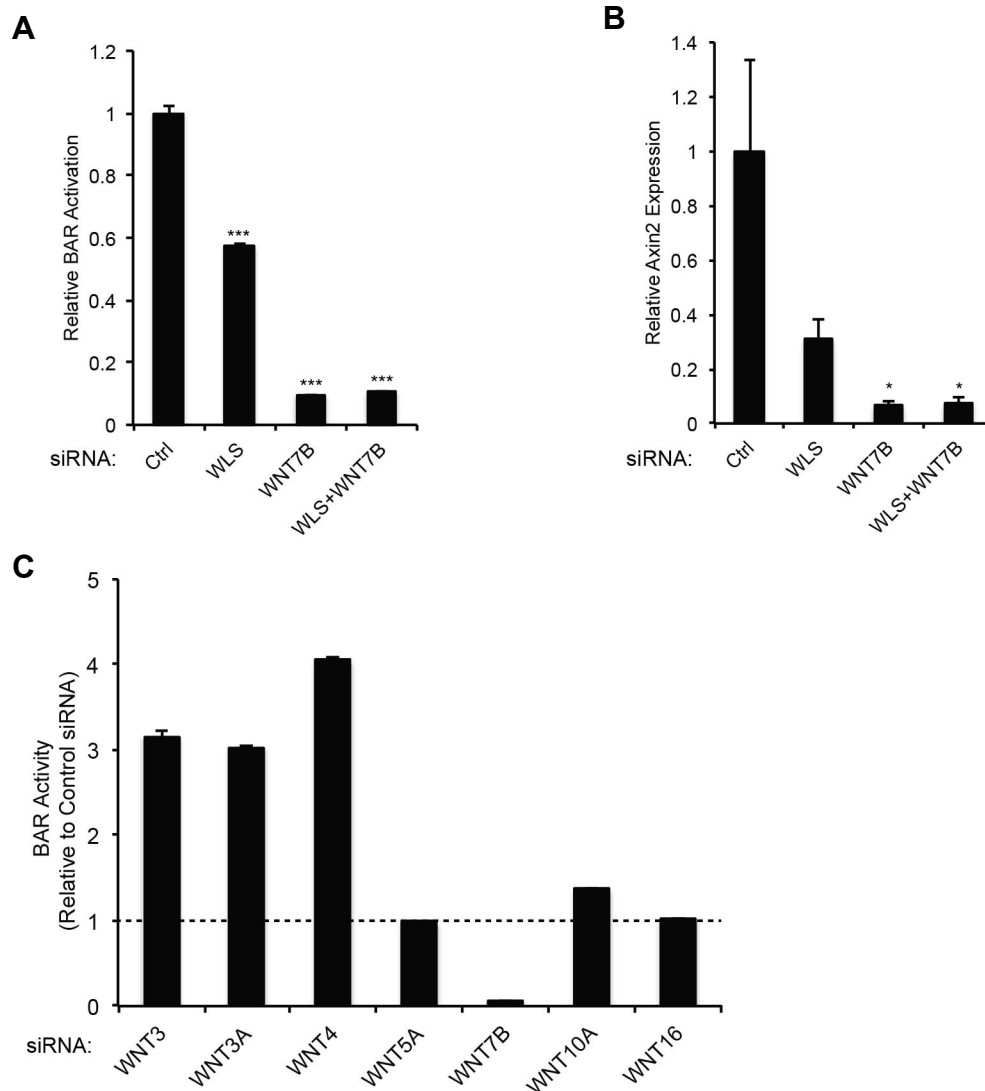 A
Relative BAR Activation
1.2
1
0.8
0.6
0.4
0.2
0
***
***
***
siRNA:
Ctrl
WLS
WNT7B
WLS+WNT7B
B
Relative Axin2 Expression
1.4
1.2
1
0.8
0.6
0.4
0.2
0
*
*
siRNA:
Ctrl
WLS
WNT7B
WLS+WNT7B
C
BAR Activity
(Relative to Control siRNA)
5
4
3
2
1
0
siRNA:
WNT3
WNT3A
WNT4
WNT5A
WNT7B
WNT10A
WNT16